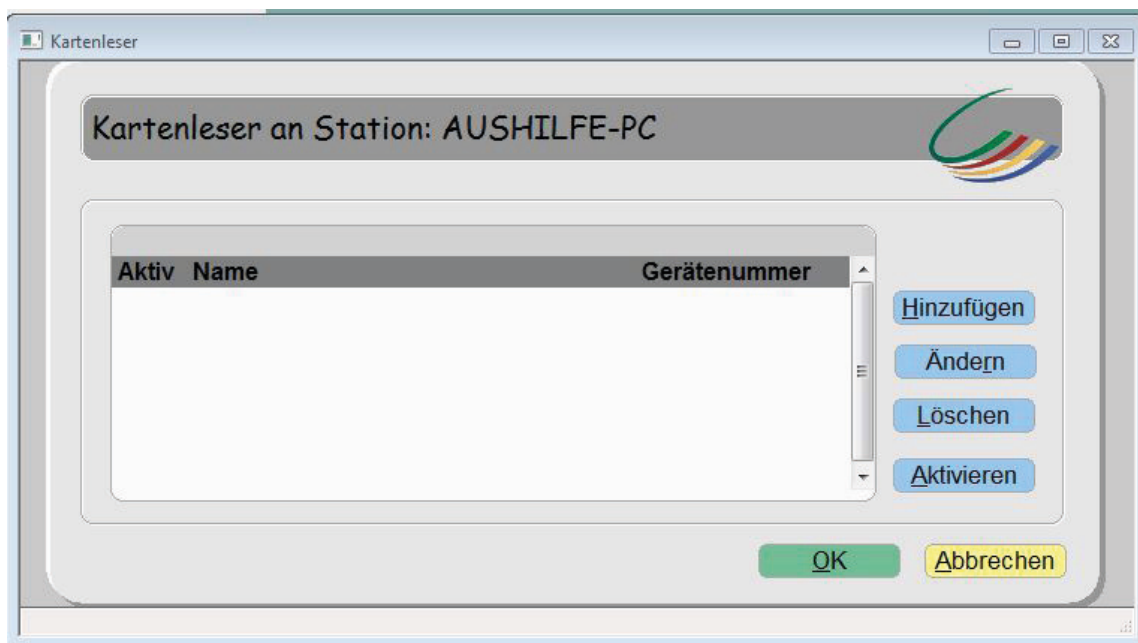 Kartenleser
Kartenleser an Station: AUSHILFE-PC
Aktiv Name Gerätenummer
Hinzufügen
Ändern
Löschen
Aktivieren
OK Abbrechen